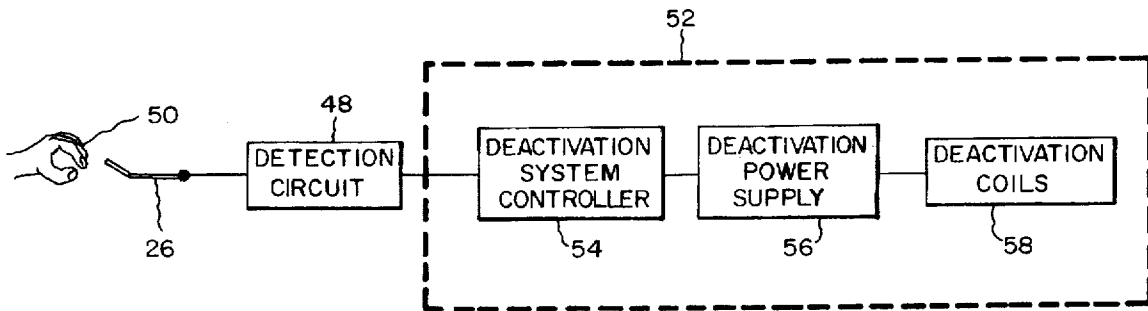 52
50
48
DETECTION
CIRCUIT
26
DEACTIVATION
SYSTEM
CONTROLLER
54
DEACTIVATION
POWER
SUPPLY
56
DEACTIVATION
COILS
58